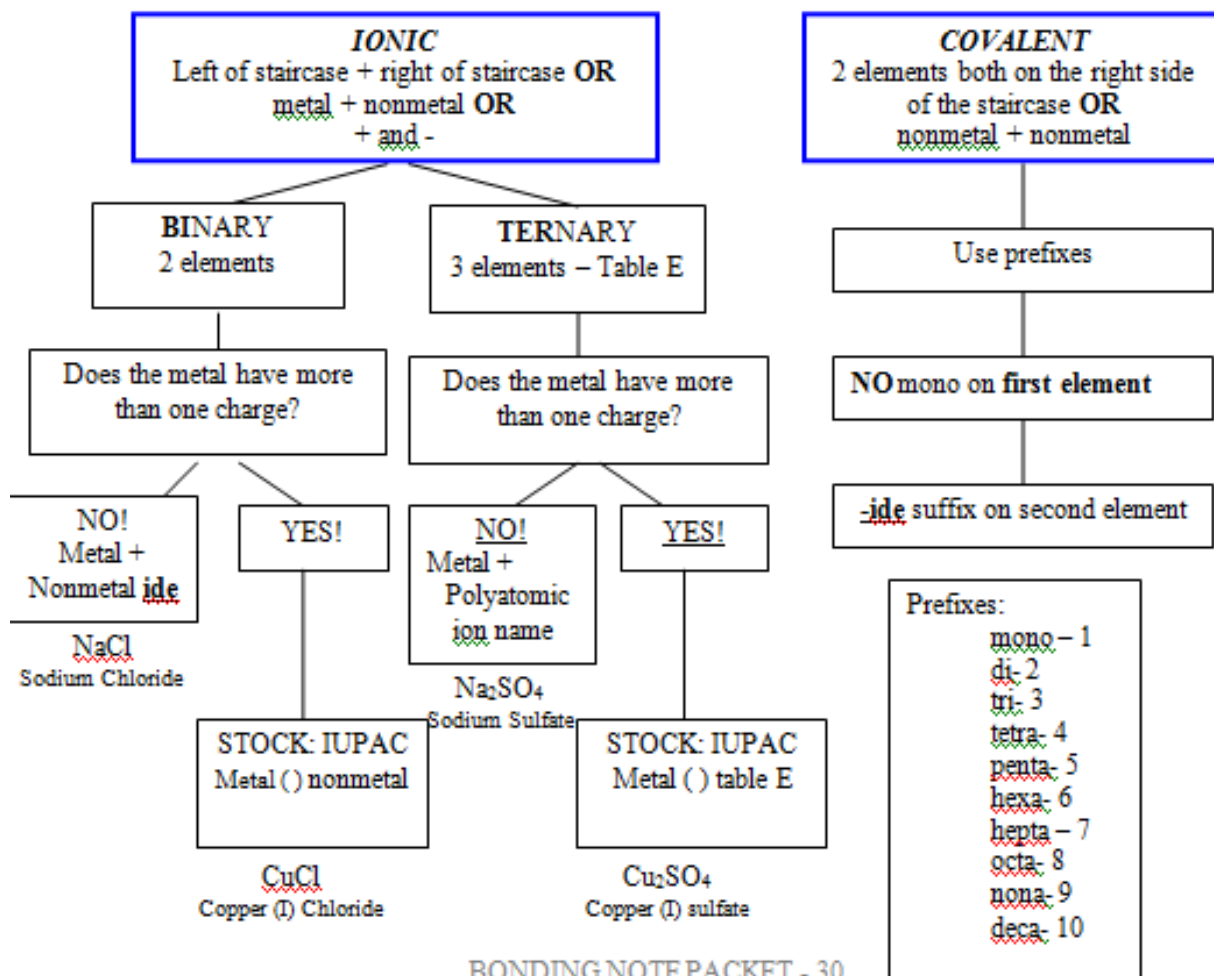 IONIC
Left of staircase + right of staircase OR
metal + nonmetal OR
+ and -
COVALENT
2 elements both on the right side
of the staircase OR
nonmetal + nonmetal
BINARY
2 elements
TERNARY
3 elements – Table E
Use prefixes
Does the metal have more
than one charge?
Does the metal have more
than one charge?
NO mono on first element
NO!
Metal +
Nonmetal ide
NaCl
Sodium Chloride
YES!
NO!
Metal +
Polyatomic
ion name
Na₂SO₄
Sodium Sulfate
YES!
-ide suffix on second element
STOCK: IUPAC
Metal ( ) nonmetal
CuCl
Copper (I) Chloride
STOCK: IUPAC
Metal ( ) table E
Cu₂SO₄
Copper (I) sulfate
Prefixes:
mono – 1
di- 2
tri- 3
tetra- 4
penta- 5
hexa- 6
hepta – 7
octa- 8
nona- 9
deca- 10
BONDING NOTE PACKET - 30